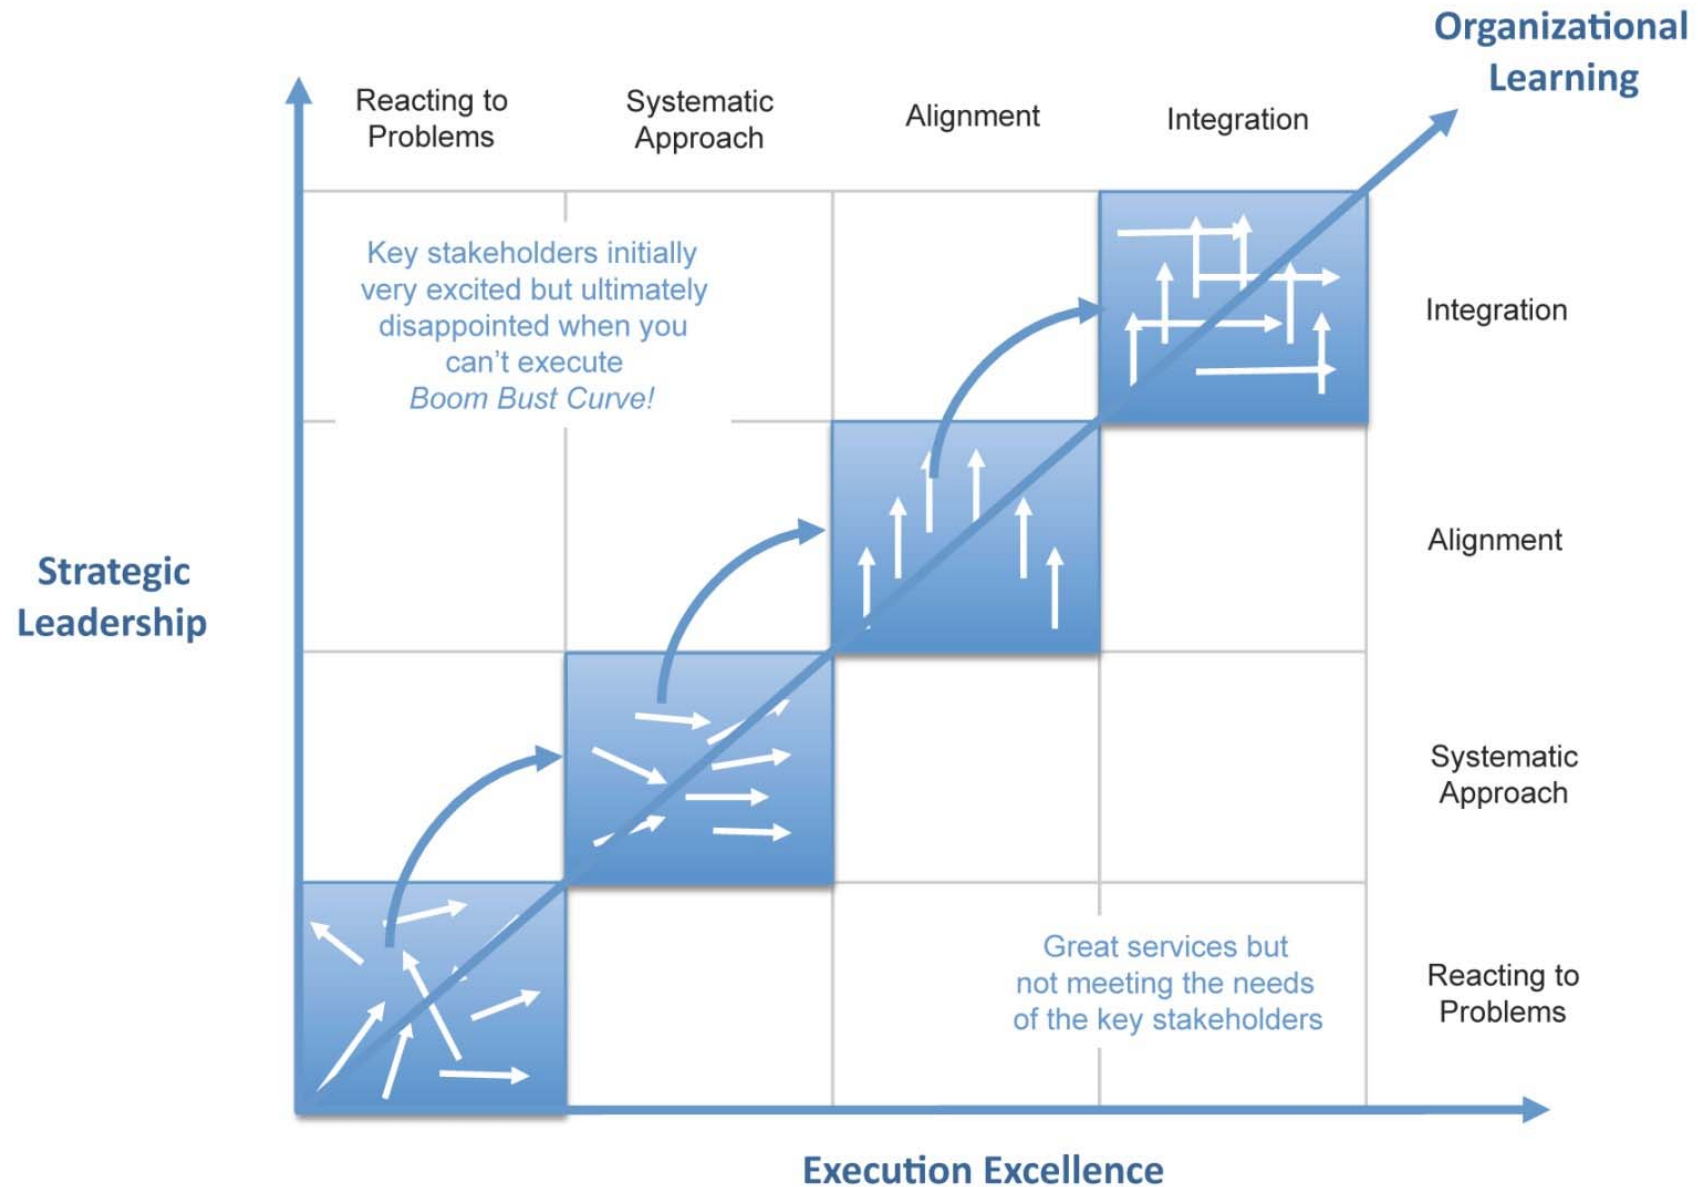 Organizational
Learning
Reacting to
Problems
Systematic
Approach
Alignment
Integration
Key stakeholders initially
very excited but ultimately
disappointed when you
can’t execute
Boom Bust Curve!
Integration
Strategic
Leadership
Alignment
Systematic
Approach
Great services but
not meeting the needs
of the key stakeholders
Reacting to
Problems
Execution Excellence